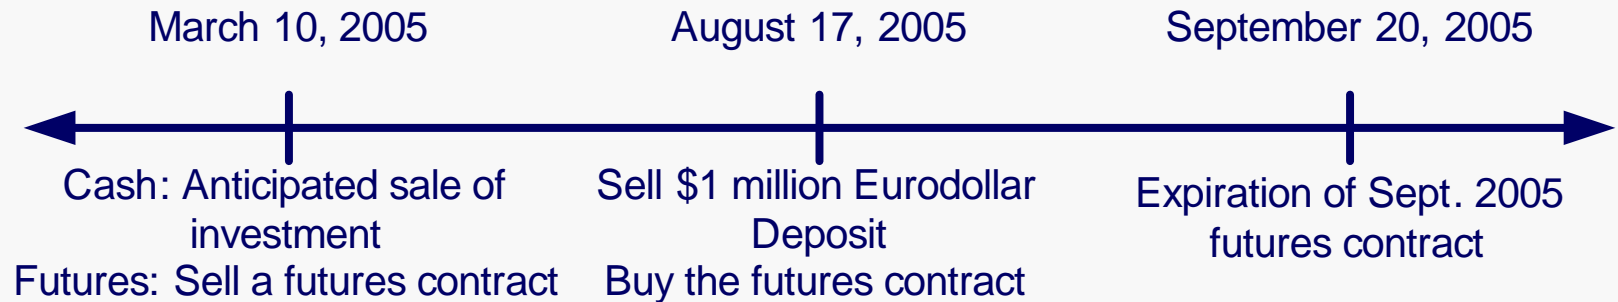 March 10, 2005
August 17, 2005
September 20, 2005
Cash: Anticipated sale of
investment
Futures: Sell a futures contract
Sell $1 million Eurodollar
Deposit
Buy the futures contract
Expiration of Sept. 2005
futures contract